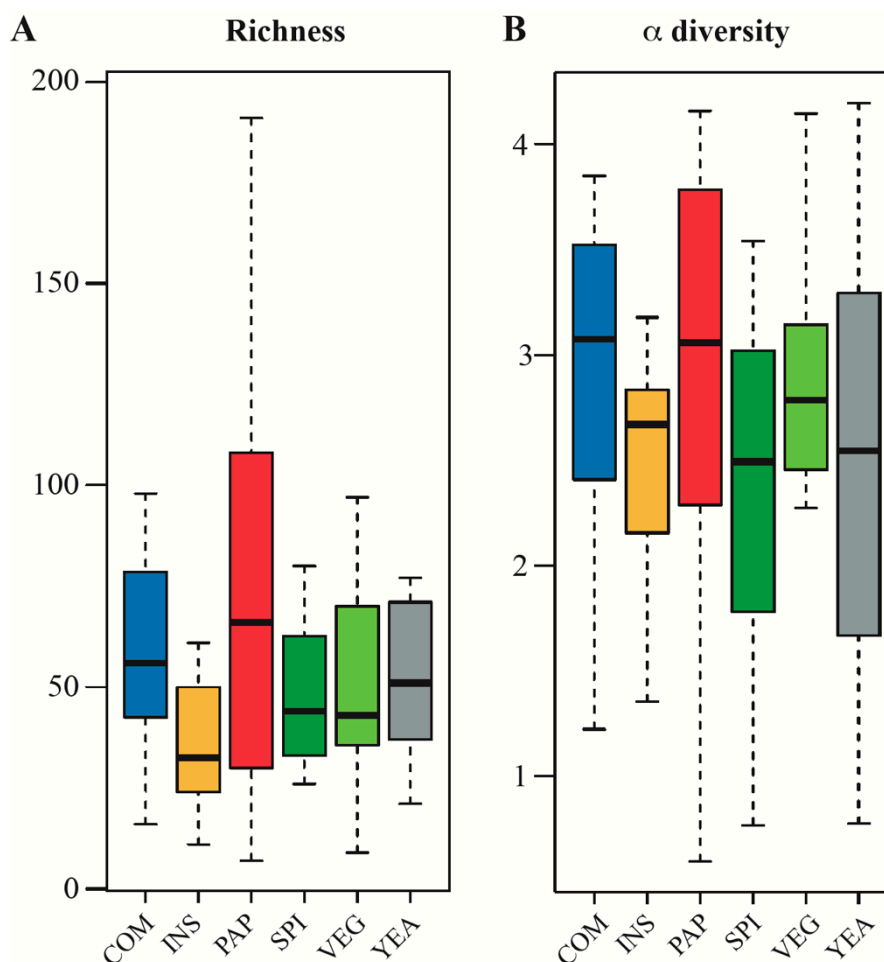 A Richness
200
150
100
50
0
COM INS PAP SPI VEG YEA
B α diversity
4
3
2
1
COM INS PAP SPI VEG YEA